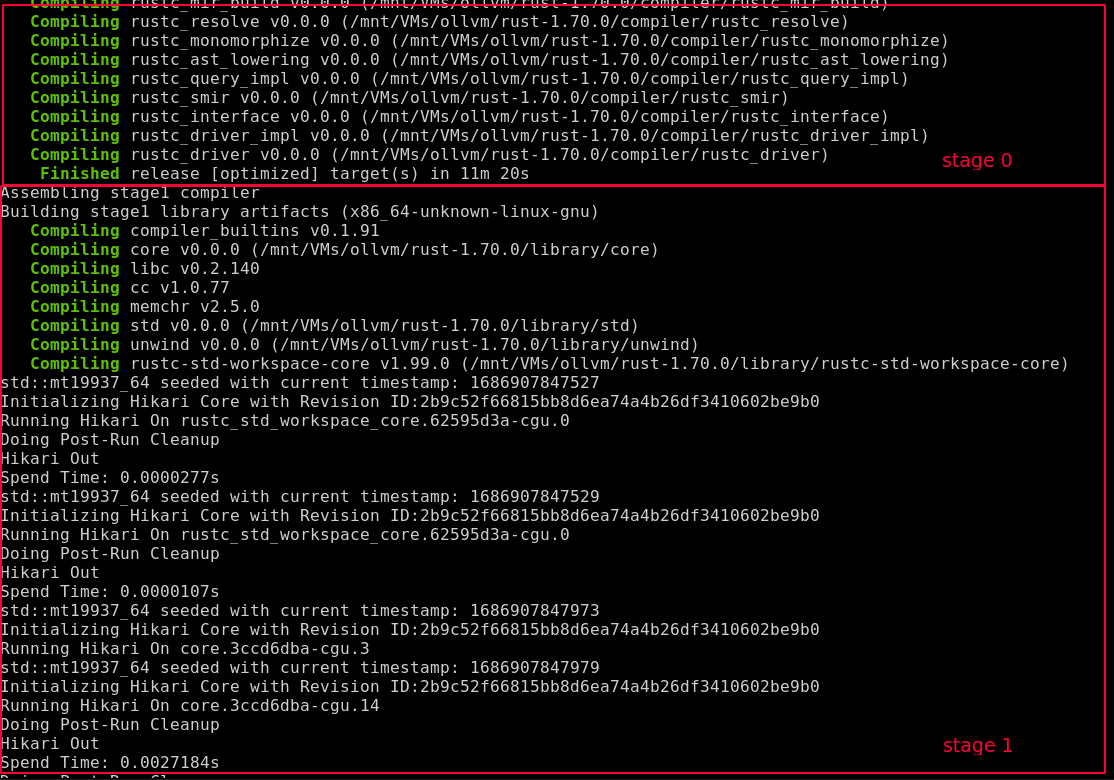 Compiling rustc_mir_build v0.0.0 (/mnt/VMs/ollvm/rust-1.70.0/compiler/rustc_mir_build)
Compiling rustc_resolve v0.0.0 (/mnt/VMs/ollvm/rust-1.70.0/compiler/rustc_resolve)
Compiling rustc_monomorphize v0.0.0 (/mnt/VMs/ollvm/rust-1.70.0/compiler/rustc_monomorphize)
Compiling rustc_ast_lowering v0.0.0 (/mnt/VMs/ollvm/rust-1.70.0/compiler/rustc_ast_lowering)
Compiling rustc_query_impl v0.0.0 (/mnt/VMs/ollvm/rust-1.70.0/compiler/rustc_query_impl)
Compiling rustc_smir v0.0.0 (/mnt/VMs/ollvm/rust-1.70.0/compiler/rustc_smir)
Compiling rustc_interface v0.0.0 (/mnt/VMs/ollvm/rust-1.70.0/compiler/rustc_interface)
Compiling rustc_driver_impl v0.0.0 (/mnt/VMs/ollvm/rust-1.70.0/compiler/rustc_driver_impl)
Compiling rustc_driver v0.0.0 (/mnt/VMs/ollvm/rust-1.70.0/compiler/rustc_driver)
stage 0
Finished release [optimized] target(s) in 11m 20s
Assembling stage1 compiler
Building stage1 library artifacts (x86_64-unknown-linux-gnu)
Compiling compiler_builtins v0.1.91
Compiling core v0.0.0 (/mnt/VMs/ollvm/rust-1.70.0/library/core)
Compiling libc v0.2.140
Compiling cc v1.0.77
Compiling memchr v2.5.0
Compiling std v0.0.0 (/mnt/VMs/ollvm/rust-1.70.0/library/std)
Compiling unwind v0.0.0 (/mnt/VMs/ollvm/rust-1.70.0/library/unwind)
Compiling rustc-std-workspace-core v1.99.0 (/mnt/VMs/ollvm/rust-1.70.0/library/rustc-std-workspace-core)
std::mt19937_64 seeded with current timestamp: 1686907847527
Initializing Hikari Core with Revision ID:2b9c52f66815bb8d6ea74a4b26df3410602be9b0
Running Hikari On rustc_std_workspace_core.62595d3a-cgu.0
Doing Post-Run Cleanup
Hikari Out
Spend Time: 0.0000277s
std::mt19937_64 seeded with current timestamp: 1686907847529
Initializing Hikari Core with Revision ID:2b9c52f66815bb8d6ea74a4b26df3410602be9b0
Running Hikari On rustc_std_workspace_core.62595d3a-cgu.0
Doing Post-Run Cleanup
Hikari Out
Spend Time: 0.0000107s
std::mt19937_64 seeded with current timestamp: 1686907847973
Initializing Hikari Core with Revision ID:2b9c52f66815bb8d6ea74a4b26df3410602be9b0
Running Hikari On core.3ccd6dba-cgu.3
std::mt19937_64 seeded with current timestamp: 1686907847979
Initializing Hikari Core with Revision ID:2b9c52f66815bb8d6ea74a4b26df3410602be9b0
Running Hikari On core.3ccd6dba-cgu.14
Doing Post-Run Cleanup
Hikari Out
stage 1
Spend Time: 0.0027184s